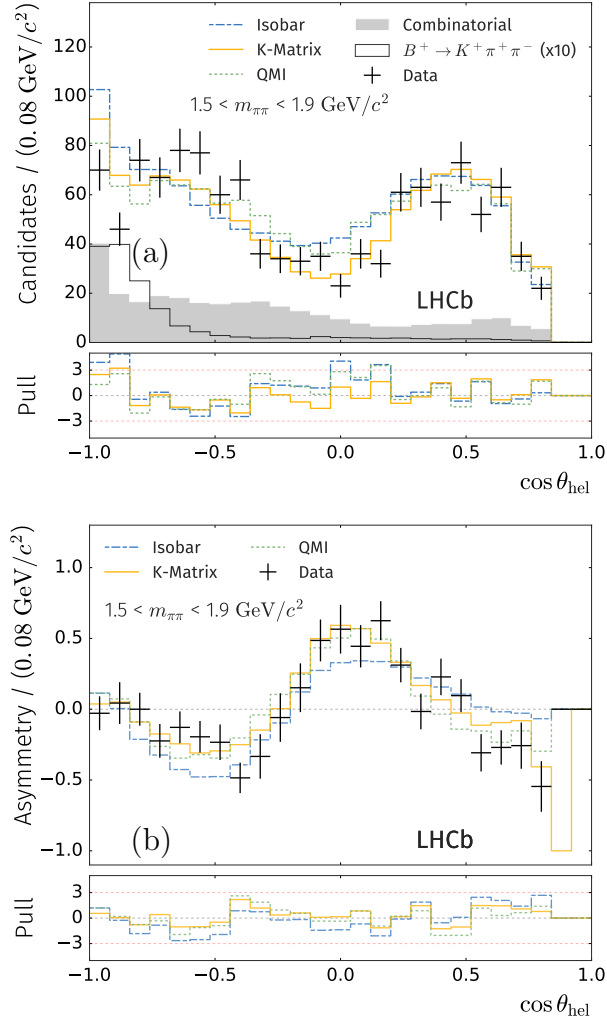 Isobar
K-Matrix
QMI
Combinatorial
B⁺ → K⁺π⁺π⁻ (x10)
Data
1.5 < m_ππ < 1.9 GeV/c²
Candidates / (0.08 GeV/c²)
120
100
80
60
40
20
0
(a)
LHCb
Pull
3
0
−3
−1.0
−0.5
0.0
0.5
1.0
cos θ_hel
Isobar
K-Matrix
QMI
Data
1.5 < m_ππ < 1.9 GeV/c²
Asymmetry / (0.08 GeV/c²)
1.0
0.5
0.0
−0.5
−1.0
(b)
LHCb
Pull
3
0
−3
−1.0
−0.5
0.0
0.5
1.0
cos θ_hel